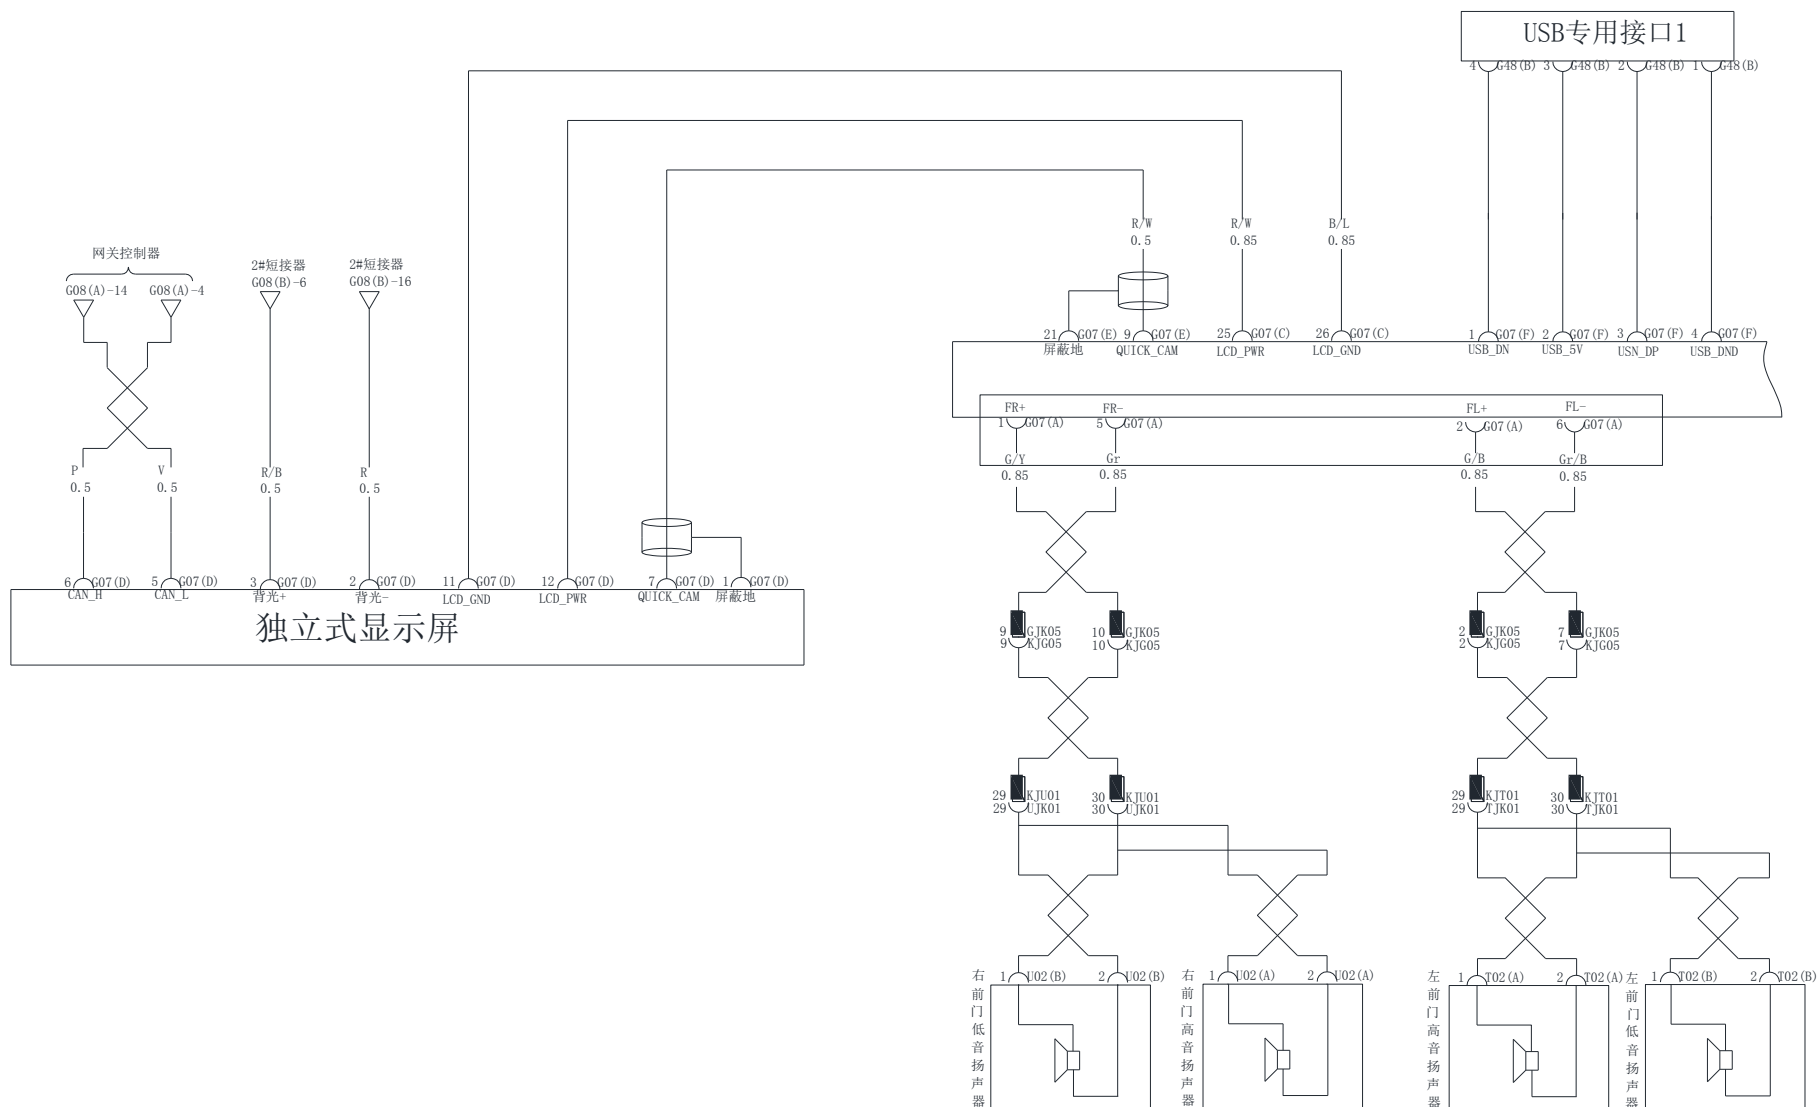 USB专用接口1
4 G48(B) 3 G48(B) 2 G48(B) 1 G48(B)
R/W R/W B/L
0.5 0.85 0.85
网关控制器
G08(A)-14 G08(A)-4
2#短接器
G08(B)-6
2#短接器
G08(B)-16
21 G07(E) 9 G07(E) 25 G07(C) 26 G07(C) 1 G07(F) 2 G07(F) 3 G07(F) 4 G07(F)
屏蔽地 QUICK_CAM LCD_PWR LCD_GND USB_DN USB_5V USN_DP USB_DND
FR+ FR- FL+ FL-
1 G07(A) 5 G07(A) 2 G07(A) 6 G07(A)
G/Y Gr G/B Gr/B
0.85 0.85 0.85 0.85
P V R/B R
0.5 0.5 0.5 0.5
6 G07(D) 5 G07(D) 3 G07(D) 2 G07(D) 11 G07(D) 12 G07(D) 7 G07(D) 1 G07(D)
CAN_H CAN_L 背光+ 背光- LCD_GND LCD_PWR QUICK_CAM 屏蔽地
独立式显示屏
9 GJK05 10 GJK05 2 GJK05 7 GJK05
9 KJG05 10 KJG05 2 KJG05 7 KJG05
29 KJU01 30 KJU01 29 KJT01 30 KJT01
29 UJK01 30 UJK01 29 TJK01 30 TJK01
1 U02(B) 2 U02(B) 1 U02(A) 2 U02(A) 1 T02(A) 2 T02(A) 1 T02(B) 2 T02(B)
右前门低音扬声器
右前门高音扬声器
左前门高音扬声器
左前门低音扬声器